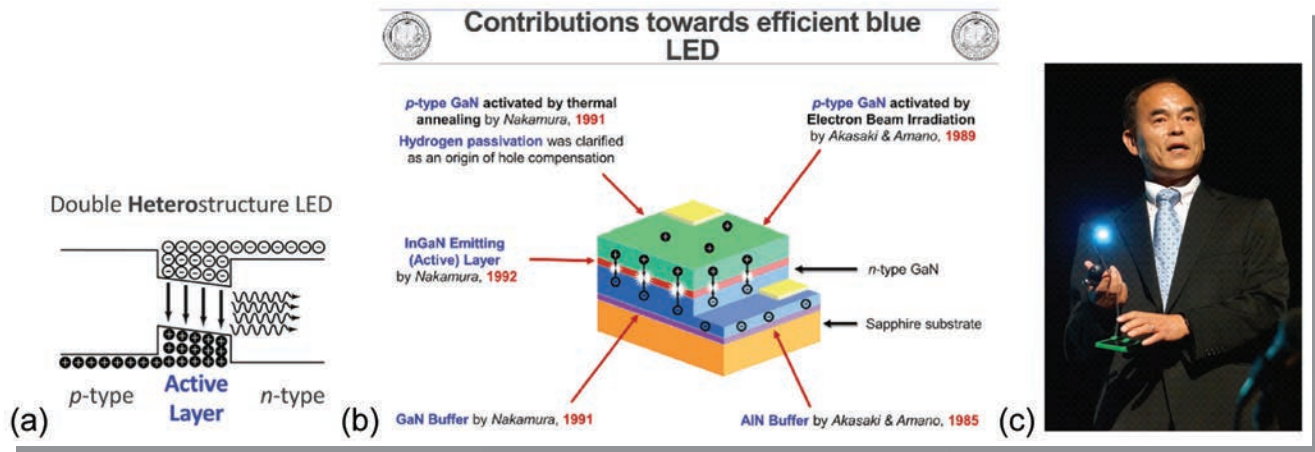 Contributions towards efficient blue
LED
p-type GaN activated by thermal
annealing by Nakamura, 1991
Hydrogen passivation was clarified
as an origin of hole compensation
p-type GaN activated by
Electron Beam Irradiation
by Akasaki & Amano, 1989
Double Heterostructure LED
InGaN Emitting
(Active) Layer
by Nakamura, 1992
n-type GaN
Sapphire substrate
p-type
Active
Layer
n-type
GaN Buffer by Nakamura, 1991
AlN Buffer by Akasaki & Amano, 1985
(a)
(b)
(c)